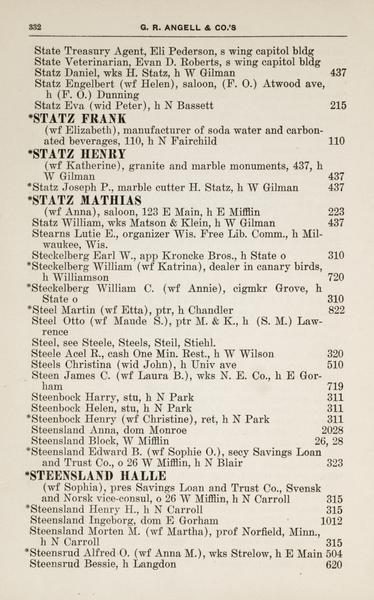 332 G. R. ANGELL & CO.'S
State Treasury Agent, Eli Pederson, s wing capitol bldg
State Veterinarian, Evan D. Roberts, s wing capitol bldg
Statz Daniel, wks H. Statz, h W Gilman 437
Statz Engelbert (wf Helen), saloon, (F. O.) Atwood ave,
h (F. O.) Dunning
Statz Eva (wid Peter), h N Bassett 215
*STATZ FRANK
(wf Elizabeth), manufacturer of soda water and carbon-
ated beverages, 110, h N Fairchild 110
*STATZ HENRY
(wf Katherine), granite and marble monuments, 437, h
W Gilman 437
*Statz Joseph P., marble cutter H. Statz, h W Gilman 437
*STATZ MATHIAS
(wf Anna), saloon, 123 E Main, h E Mifflin 223
Statz William, wks Matson & Klein, h W Gilman 437
Stearns Lutie E., organizer Wis. Free Lib. Comm., h Mil-
waukee, Wis.
Steckelberg Earl W., app Kroncke Bros., h State o 310
*Steckelberg William (wf Katrina), dealer in canary birds,
h Williamson 720
*Steckelberg William C. (wf Annie), cigmkr Grove, h
State o 310
*Steel Martin (wf Etta), ptr, h Chandler 822
Steel Otto (wf Maude S.), ptr M. & K., h (S. M.) Law-
rence
Steel, see Steele, Steels, Steil, Stiehl.
Steele Acel R., cash One Min. Rest., h W Wilson 320
Steels Christina (wid John), h Univ ave 510
Steen James C. (wf Laura B.), wks N. E. Co., h E Gor-
ham 719
Steenbock Harry, stu, h N Park 311
Steenbock Helen, stu, h N Park 311
*Steenbock Henry (wf Christine), ret, h N Park 311
Steensland Anna, dom Monroe 2028
Steensland Block, W Mifflin 26, 28
*Steensland Edward B. (wf Sophie O.), secy Savings Loan
and Trust Co., o 26 W Mifflin, h N Blair 323
*STEENSLAND HALLE
(wf Sophia), pres Savings Loan and Trust Co., Svensk
and Norsk vice-consul, o 26 W Mifflin, h N Carroll 315
*Steensland Henry H., h N Carroll 315
Steensland Ingeborg, dom E Gorham 1012
Steensland Morten M. (wf Martha), prof Norfield, Minn.,
h N Carroll 315
*Steensrud Alfred O. (wf Anna M.), wks Strelow, h E Main 504
Steensrud Bessie, h Langdon 620